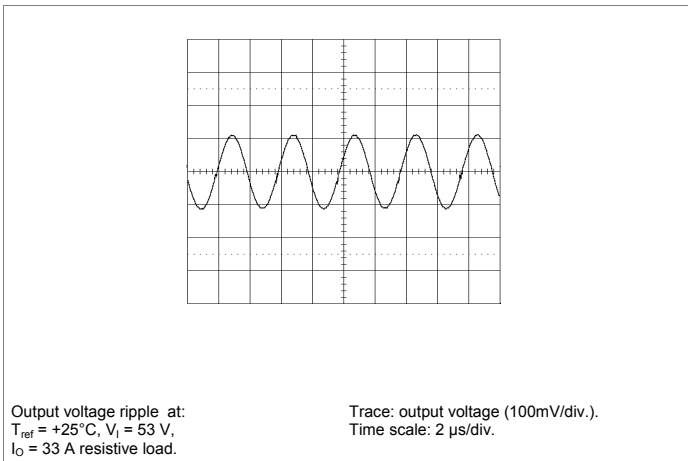 Output voltage ripple at:
T_ref = +25°C, V_I = 53 V,
I_O = 33 A resistive load.
Trace: output voltage (100mV/div.).
Time scale: 2 µs/div.